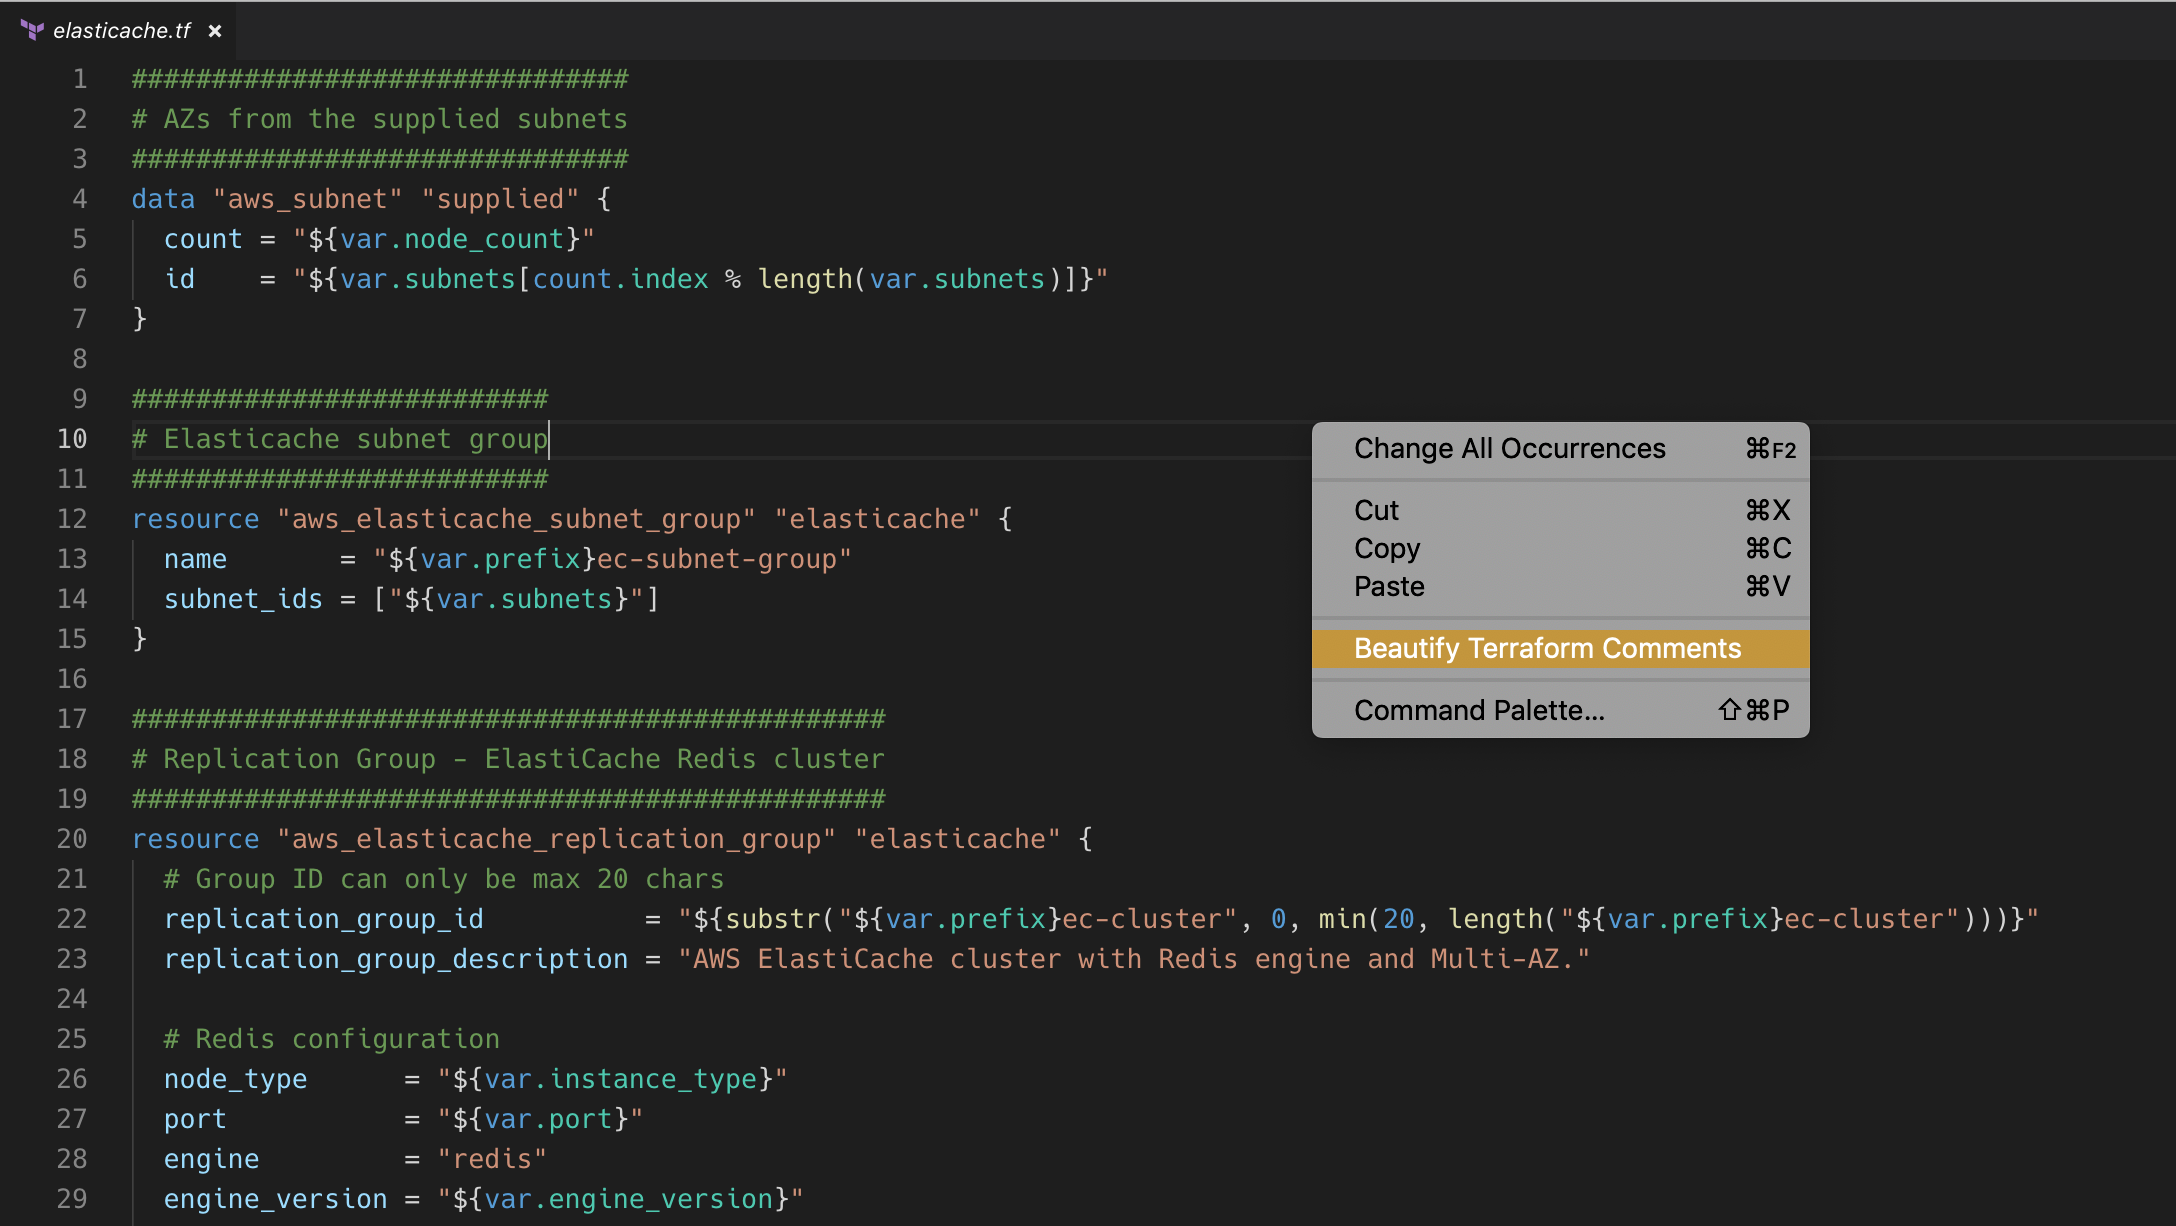 elasticache.tf ×
1 ###############################
2 # AZs from the supplied subnets
3 ###############################
4 data "aws_subnet" "supplied" {
5   count = "${var.node_count}"
6   id    = "${var.subnets[count.index % length(var.subnets)]}"
7 }
8
9 ##########################
10 # Elasticache subnet group
11 ##########################
12 resource "aws_elasticache_subnet_group" "elasticache" {
13   name       = "${var.prefix}ec-subnet-group"
14   subnet_ids = ["${var.subnets}"]
15 }
16
17 ###############################################
18 # Replication Group - ElastiCache Redis cluster
19 ###############################################
20 resource "aws_elasticache_replication_group" "elasticache" {
21   # Group ID can only be max 20 chars
22   replication_group_id          = "${substr("${var.prefix}ec-cluster", 0, min(20, length("${var.prefix}ec-cluster")))}"
23   replication_group_description = "AWS ElastiCache cluster with Redis engine and Multi-AZ."
24
25   # Redis configuration
26   node_type      = "${var.instance_type}"
27   port           = "${var.port}"
28   engine         = "redis"
29   engine_version = "${var.engine_version}"
Change All Occurrences ⌘F2
Cut ⌘X
Copy ⌘C
Paste ⌘V
Beautify Terraform Comments
Command Palette... ⇧⌘P